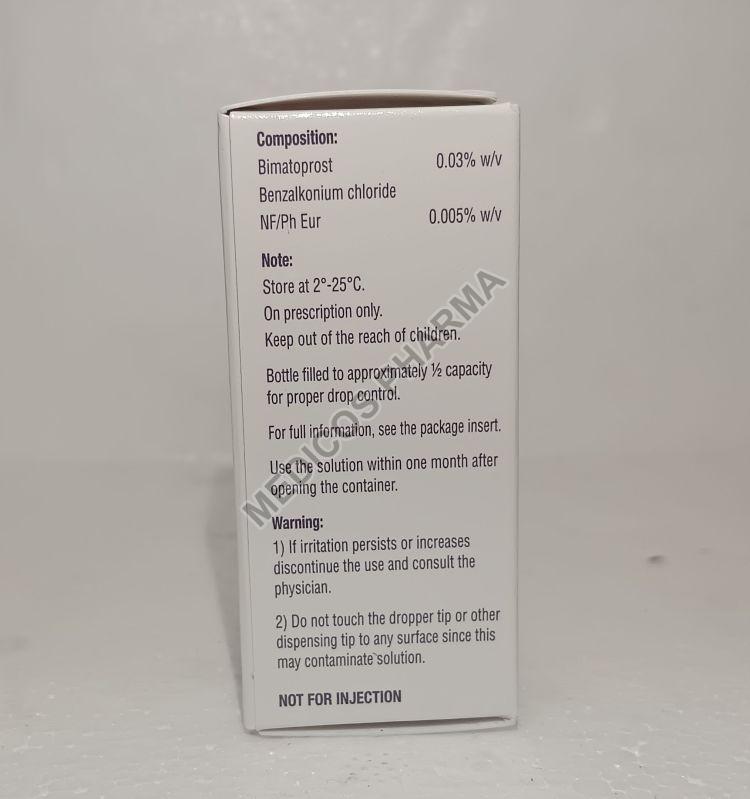 Composition:
Bimatoprost 0.03% w/v
Benzalkonium chloride
NF/Ph Eur 0.005% w/v
Note:
Store at 2°-25°C.
On prescription only.
Keep out of the reach of children.
Bottle filled to approximately ½ capacity
for proper drop control.
For full information, see the package insert.
Use the solution within one month after
opening the container.
Warning:
1) If irritation persists or increases
discontinue the use and consult the
physician.
2) Do not touch the dropper tip or other
dispensing tip to any surface since this
may contaminate solution.
NOT FOR INJECTION
MEDICOS PHARMA